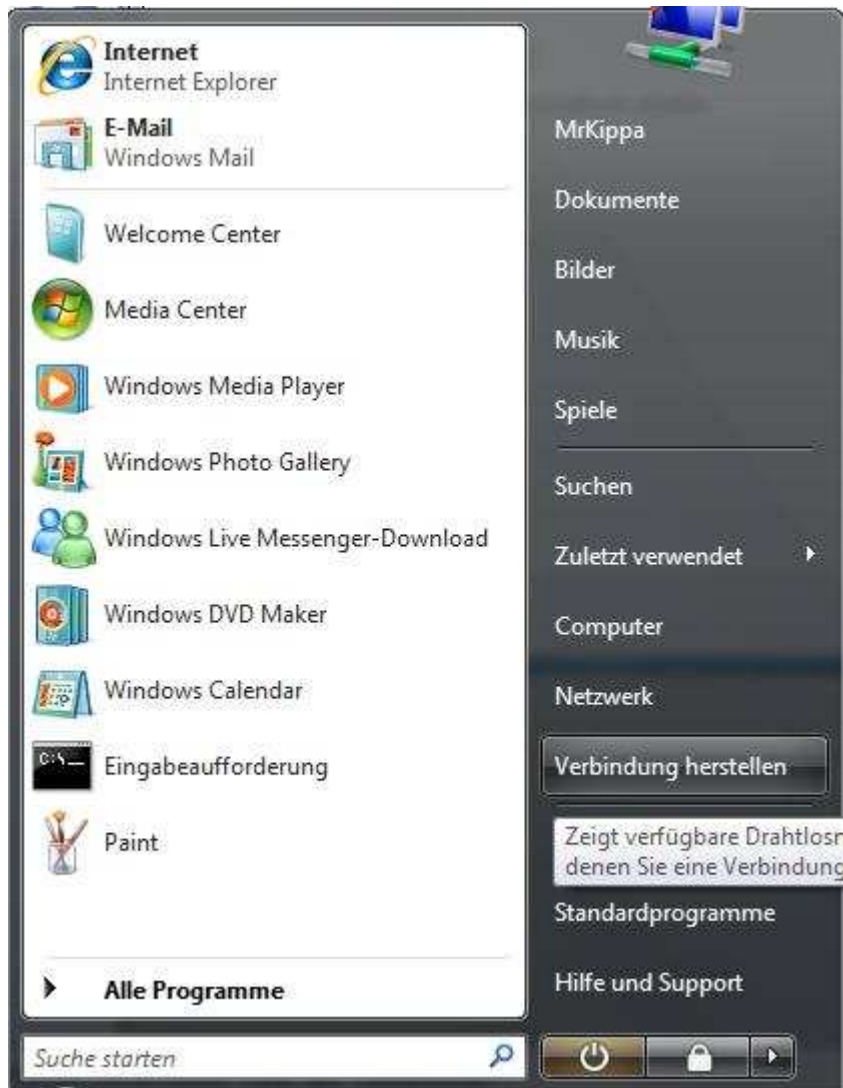 Internet
Internet Explorer
E-Mail
Windows Mail
Welcome Center
Media Center
Windows Media Player
Windows Photo Gallery
Windows Live Messenger-Download
Windows DVD Maker
Windows Calendar
C:\
Eingabeaufforderung
Paint
Alle Programme
Suche starten
MrKippa
Dokumente
Bilder
Musik
Spiele
Suchen
Zuletzt verwendet
Computer
Netzwerk
Verbindung herstellen
Zeigt verfügbare
denen Sie eine Verbindung
Standardprogramme
Hilfe und Support